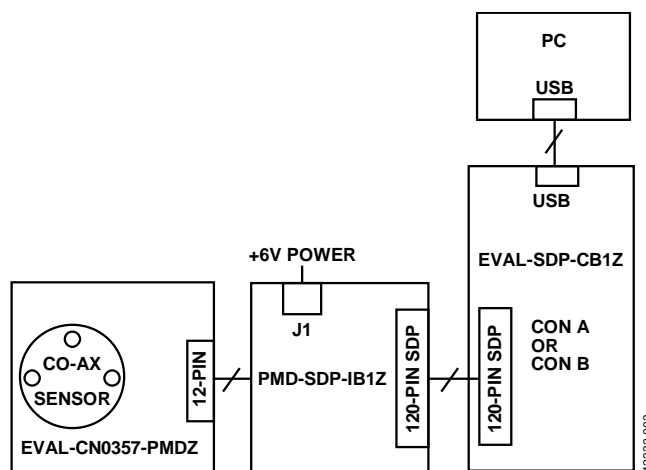 PC
USB
USB
EVAL-SDP-CB1Z
+6V POWER
J1
120-PIN SDP
120-PIN SDP
CON A
OR
CON B
12-PIN
PMD-SDP-IB1Z
CO-AX
SENSOR
EVAL-CN0357-PMDZ